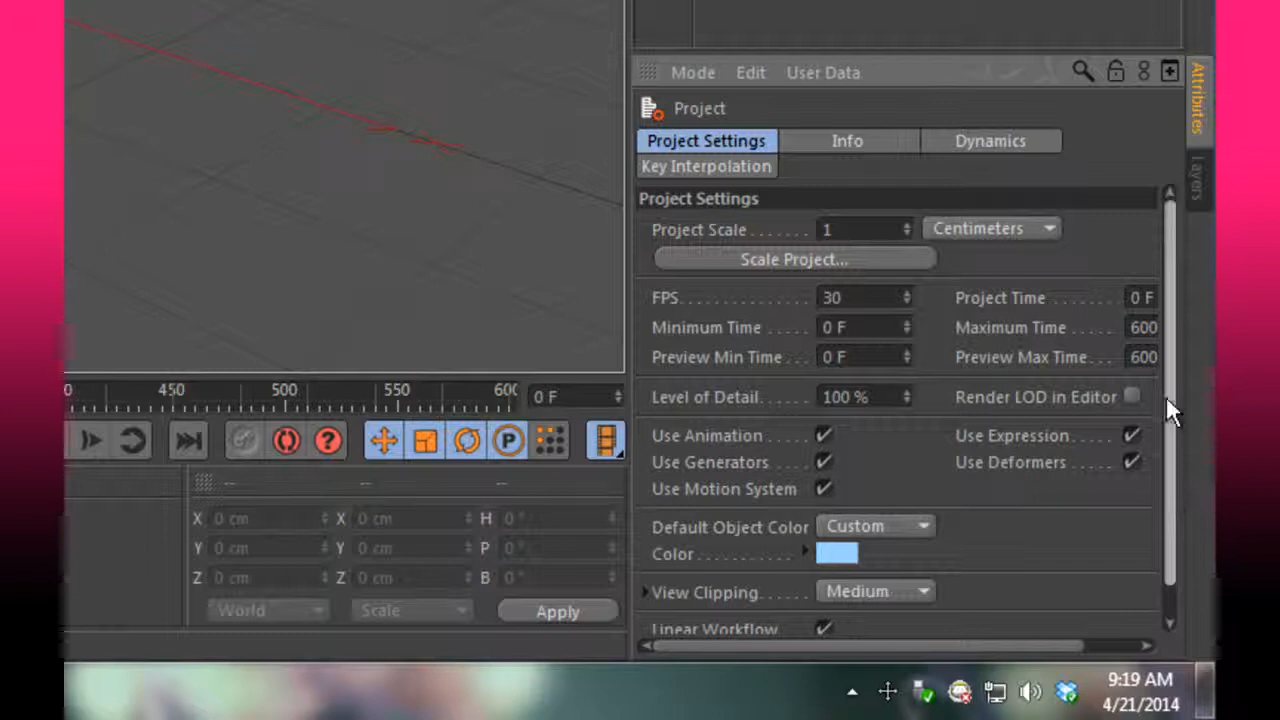 Mode Edit User Data
Project
Project Settings Info Dynamics
Key Interpolation
Project Settings
Project Scale 1 Centimeters
Scale Project...
FPS 30 Project Time 0 F
Minimum Time 0 F Maximum Time 600
Preview Min Time 0 F Preview Max Time 600
Level of Detail 100 % Render LOD in Editor
Use Animation Use Expression
Use Generators Use Deformers
Use Motion System
Default Object Color Custom
Color
View Clipping Medium
Linear Workflow
Attributes
Layers
0 450 500 550 600 0 F
P
-- -- --
X 0 cm X 0 cm H 0 °
Y 0 cm Y 0 cm P 0 °
Z 0 cm Z 0 cm B 0 °
World Scale Apply
9:19 AM
4/21/2014